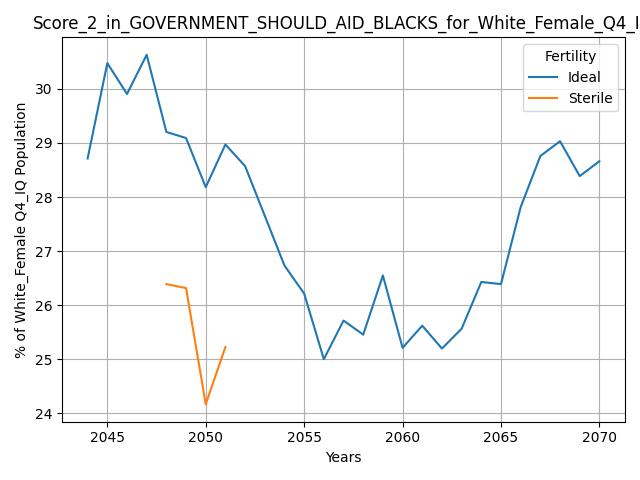 Score_2_in_GOVERNMENT_SHOULD_AID_BLACKS_for_White_Female_Q4_I
Fertility
Ideal
Sterile
30
29
28
27
26
25
24
% of White_Female Q4_IQ Population
2045 2050 2055 2060 2065 2070
Years